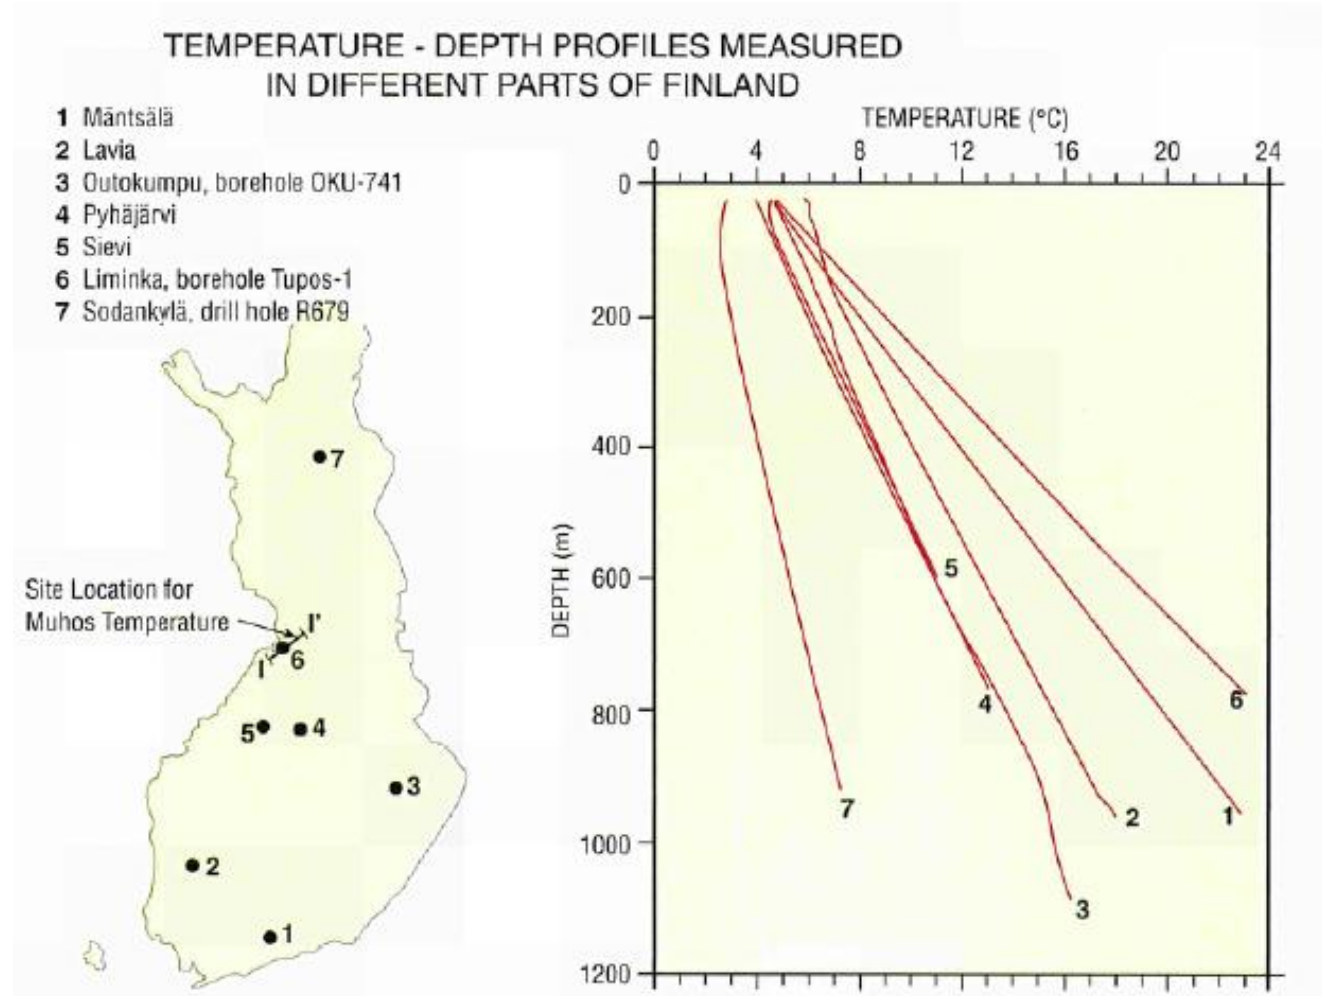 TEMPERATURE - DEPTH PROFILES MEASURED
IN DIFFERENT PARTS OF FINLAND
1 Mäntsälä
2 Lavia
3 Outokumpu, borehole OKU-741
4 Pyhäjärvi
5 Sievi
6 Liminka, borehole Tupos-1
7 Sodankylä, drill hole R679
7
Site Location for
Muhos Temperature
I'
I
6
5
4
3
2
1
TEMPERATURE (°C)
0 4 8 12 16 20 24
0
200
400
600
800
1000
1200
DEPTH (m)
5
4
6
7
2
1
3